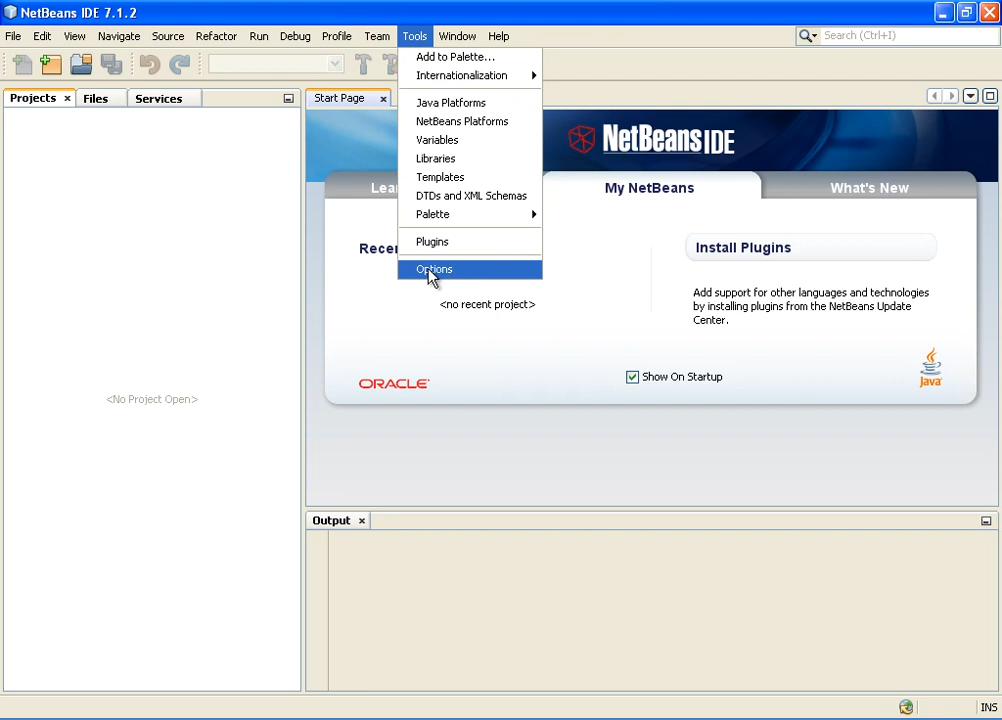 NetBeans IDE 7.1.2
File Edit View Navigate Source Refactor Run Debug Profile Team Tools Window Help
Search (Ctrl+I)
Add to Palette...
Internationalization
Java Platforms
NetBeans Platforms
Variables
Libraries
Templates
DTDs and XML Schemas
Palette
Plugins
Options
Projects Files Services
<No Project Open>
Start Page
NetBeans IDE
My NetBeans
What's New
<no recent project>
Install Plugins
Add support for other languages and technologies
by installing plugins from the NetBeans Update
Center.
ORACLE
Show On Startup
Java
Output
INS